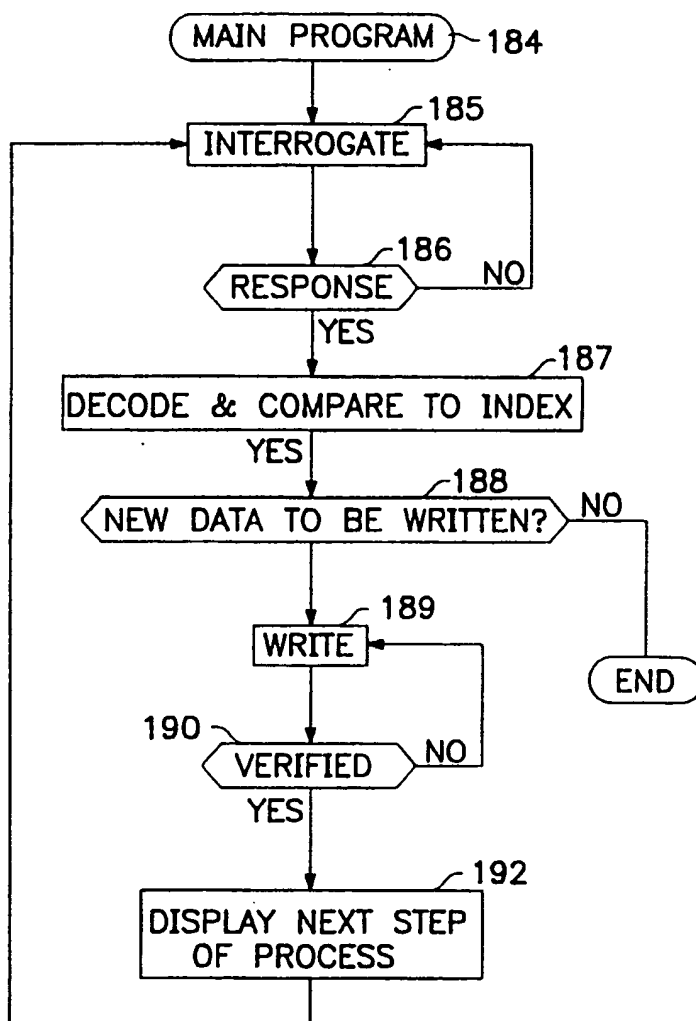 MAIN PROGRAM
184
185
INTERROGATE
186
RESPONSE
NO
YES
187
DECODE & COMPARE TO INDEX
YES
188
NEW DATA TO BE WRITTEN?
NO
189
WRITE
END
190
VERIFIED
NO
YES
192
DISPLAY NEXT STEP
OF PROCESS